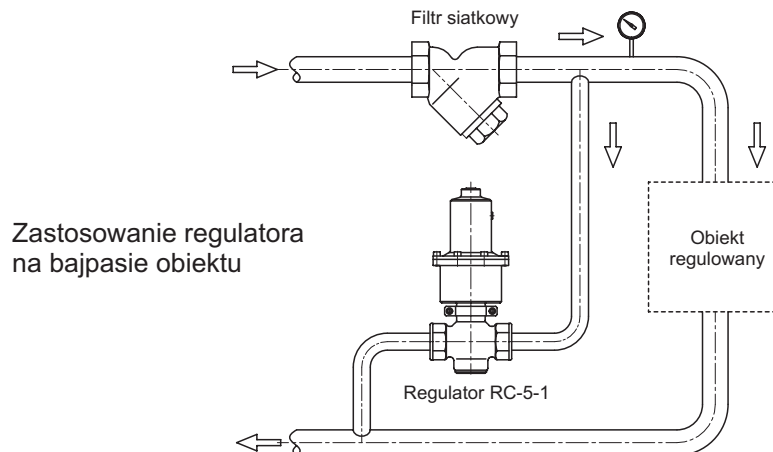 Filtr siatkowy
Zastosowanie regulatora
na bajpasie obiektu
Obiekt
regulowany
Regulator RC-5-1